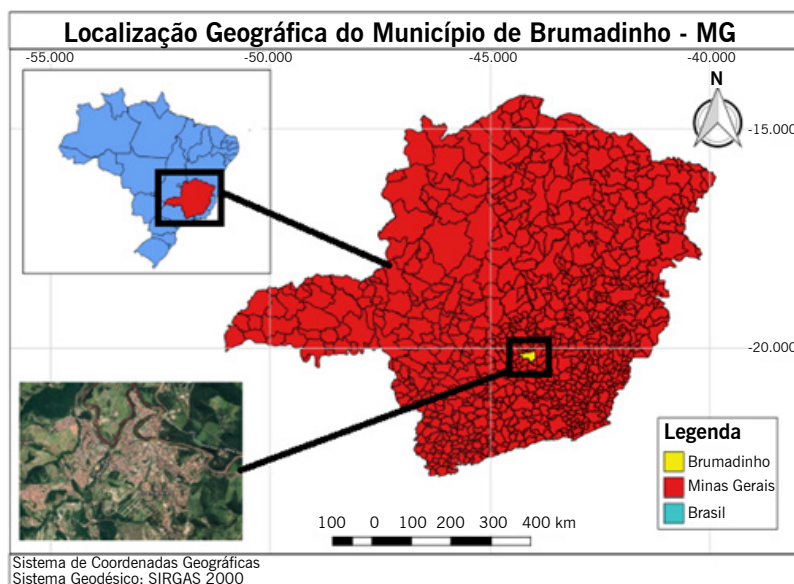 Localização Geográfica do Município de Brumadinho - MG
-55.000 -50.000 -45.000 -40.000
N
-15.000
-20.000
Legenda
Brumadinho
Minas Gerais
Brasil
100 0 100 200 300 400 km
Sistema de Coordenadas Geográficas
Sistema Geodésico: SIRGAS 2000